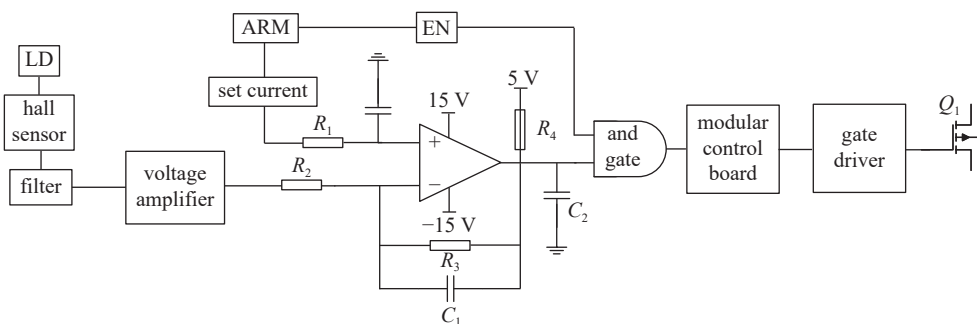 ARM
EN
LD
set current
hall
sensor
filter
voltage
amplifier
R1
R2
15 V
+
−
−15 V
R3
C1
5 V
R4
C2
and
gate
modular
control
board
gate
driver
Q1